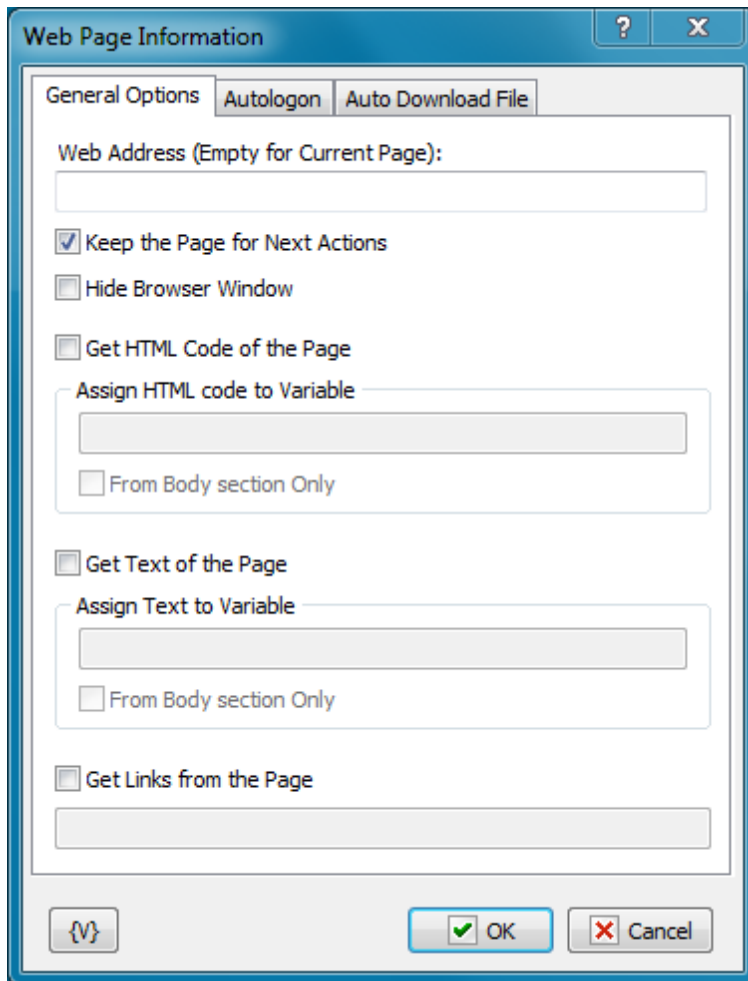 Web Page Information
? X
General Options Autologon Auto Download File
Web Address (Empty for Current Page):
Keep the Page for Next Actions
Hide Browser Window
Get HTML Code of the Page
Assign HTML code to Variable
From Body section Only
Get Text of the Page
Assign Text to Variable
From Body section Only
Get Links from the Page
{V} OK Cancel